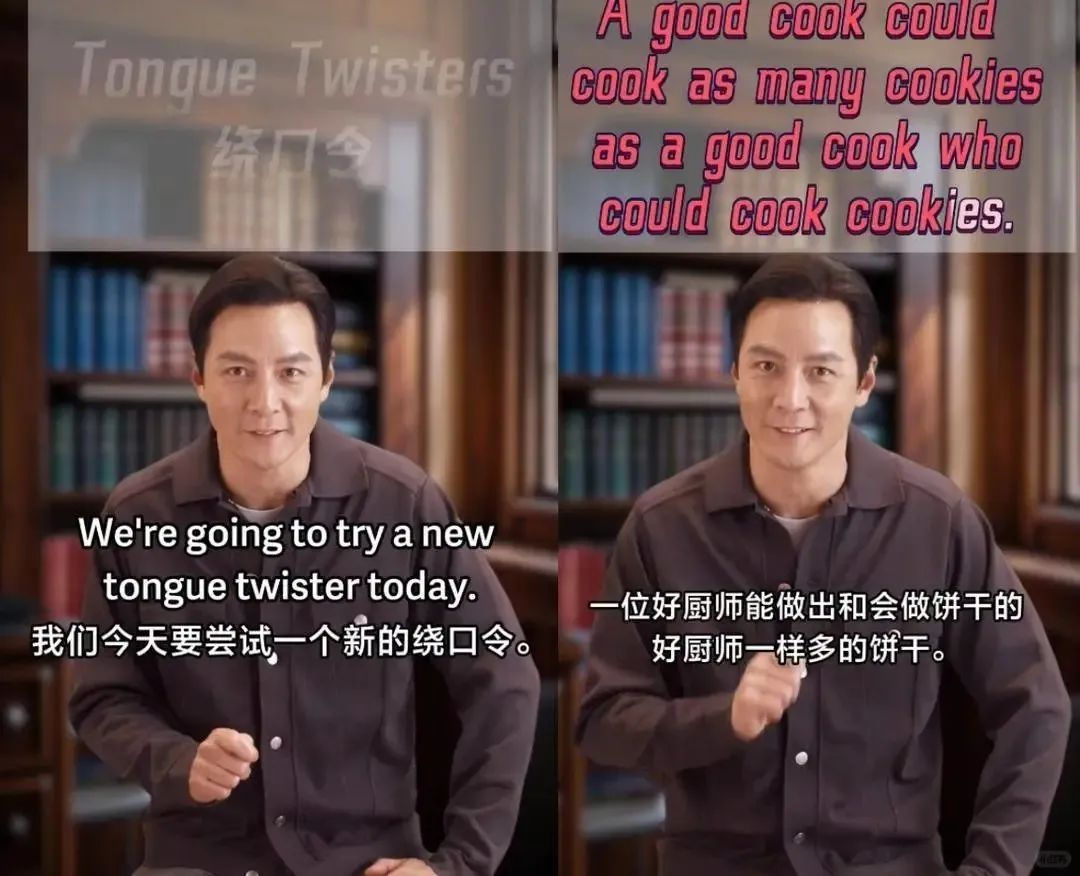 Tongue Twisters
绕口令
We're going to try a new
tongue twister today.
我们今天要尝试一个新的绕口令。
A good cook could
cook as many cookies
as a good cook who
could cook cookies.
一位好厨师能做出和会做饼干的
好厨师一样多的饼干。
小红书